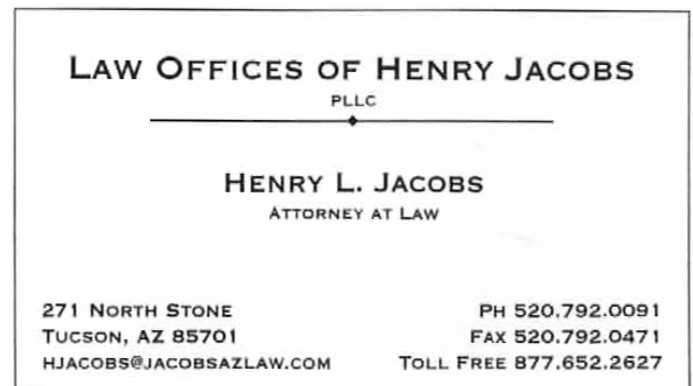 LAW OFFICES OF HENRY JACOBS
PLLC
HENRY L. JACOBS
ATTORNEY AT LAW
271 NORTH STONE
TUCSON, AZ 85701
HJACOBS@JACOBSAZLAW.COM
PH 520.792.0091
FAX 520.792.0471
TOLL FREE 877.652.2627